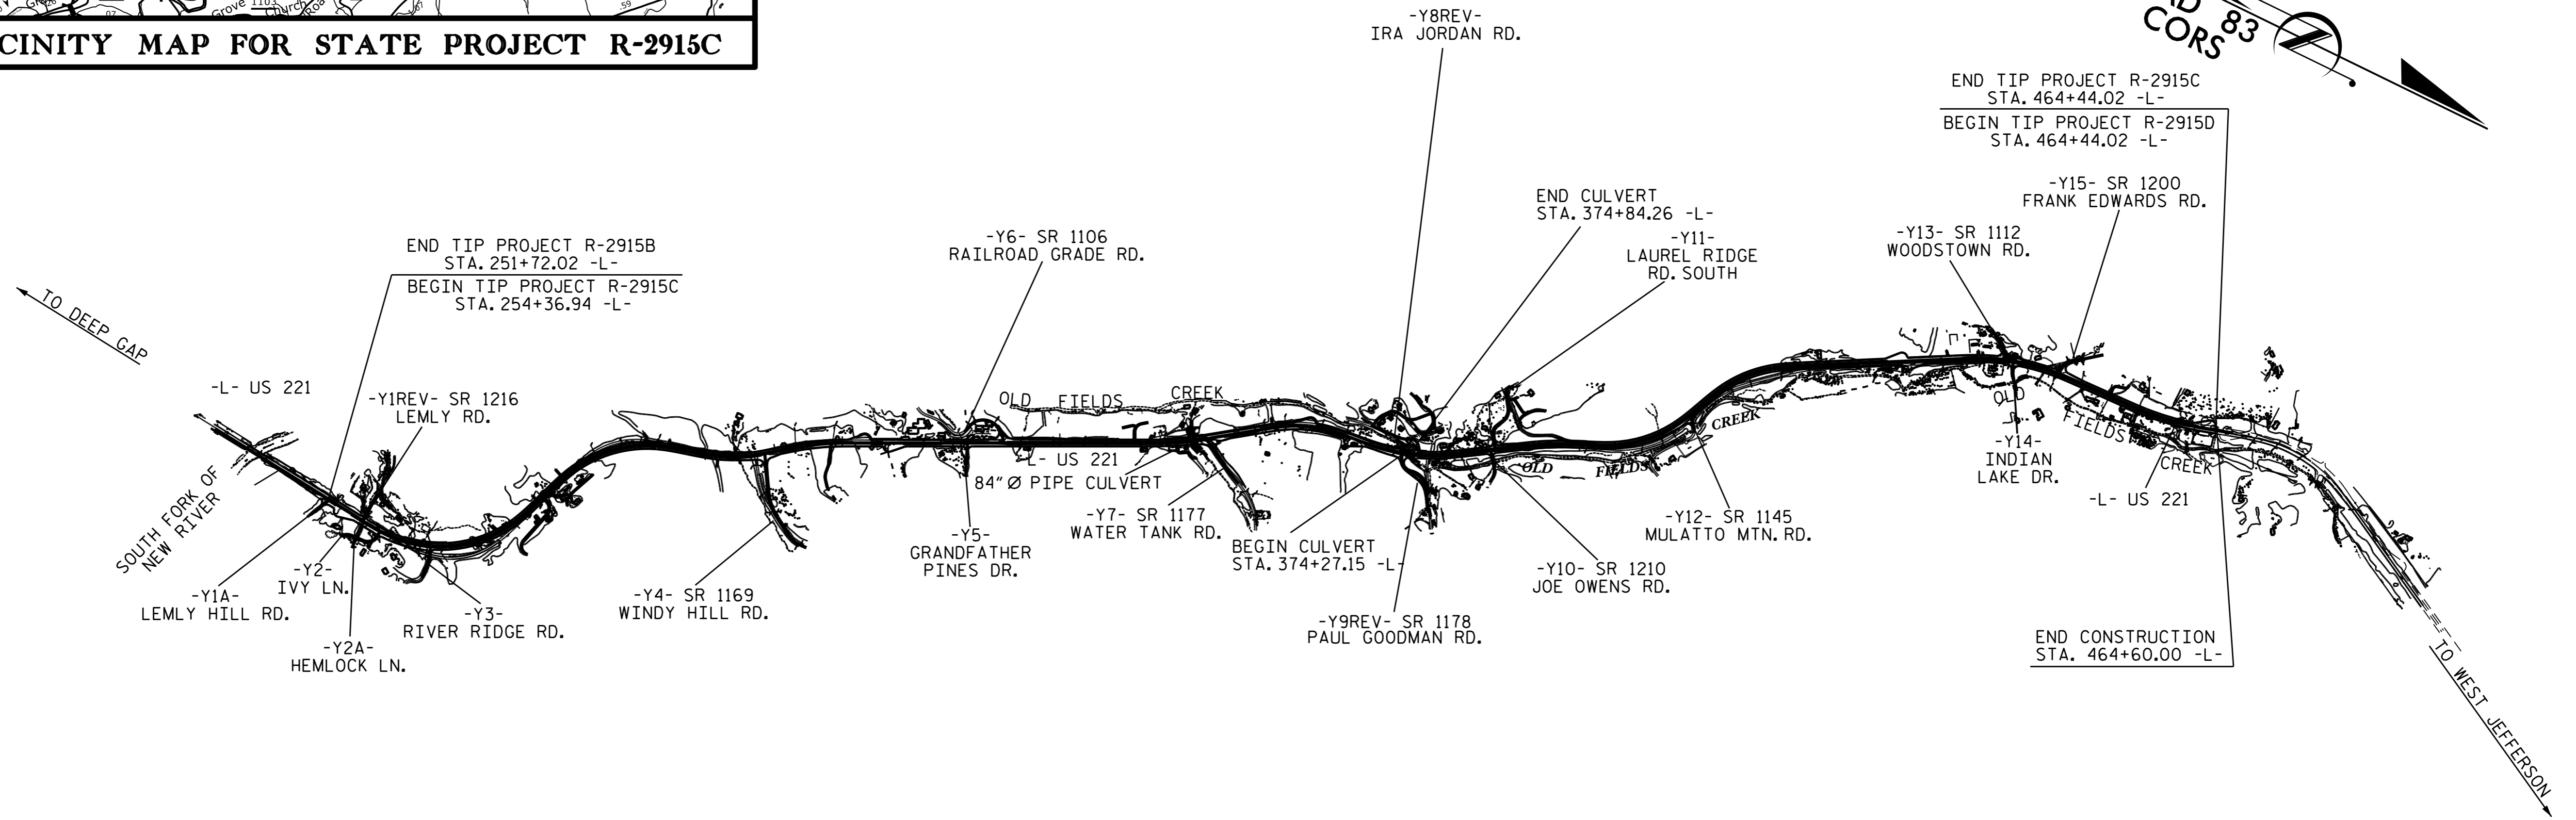 Grove 1103 Church
.07
.67
.59
CINITY MAP FOR STATE PROJECT R-2915C
83
CORS
-Y8REV-
IRA JORDAN RD.
END TIP PROJECT R-2915C
STA. 464+44.02 -L-
BEGIN TIP PROJECT R-2915D
STA. 464+44.02 -L-
-Y15- SR 1200
FRANK EDWARDS RD.
END CULVERT
STA. 374+84.26 -L-
-Y11-
LAUREL RIDGE
RD. SOUTH
-Y13- SR 1112
WOODSTOWN RD.
END TIP PROJECT R-2915B
STA. 251+72.02 -L-
BEGIN TIP PROJECT R-2915C
STA. 254+36.94 -L-
-Y6- SR 1106
RAILROAD GRADE RD.
TO DEEP GAP
-L- US 221
-Y1REV- SR 1216
LEMLY RD.
OLD FIELDS CREEK
-L- US 221
84"Ø PIPE CULVERT
OLD FIELDS CREEK
OLD FIELDS CREEK
SOUTH FORK OF
NEW RIVER
-Y1A-
LEMLY HILL RD.
-Y2-
IVY LN.
-Y2A-
HEMLOCK LN.
-Y3-
RIVER RIDGE RD.
-Y4- SR 1169
WINDY HILL RD.
-Y5-
GRANDFATHER
PINES DR.
-Y7- SR 1177
WATER TANK RD.
BEGIN CULVERT
STA. 374+27.15 -L-
-Y9REV- SR 1178
PAUL GOODMAN RD.
-Y10- SR 1210
JOE OWENS RD.
-Y12- SR 1145
MULATTO MTN. RD.
-Y14-
INDIAN
LAKE DR.
-L- US 221
END CONSTRUCTION
STA. 464+60.00 -L-
TO WEST JEFFERSON